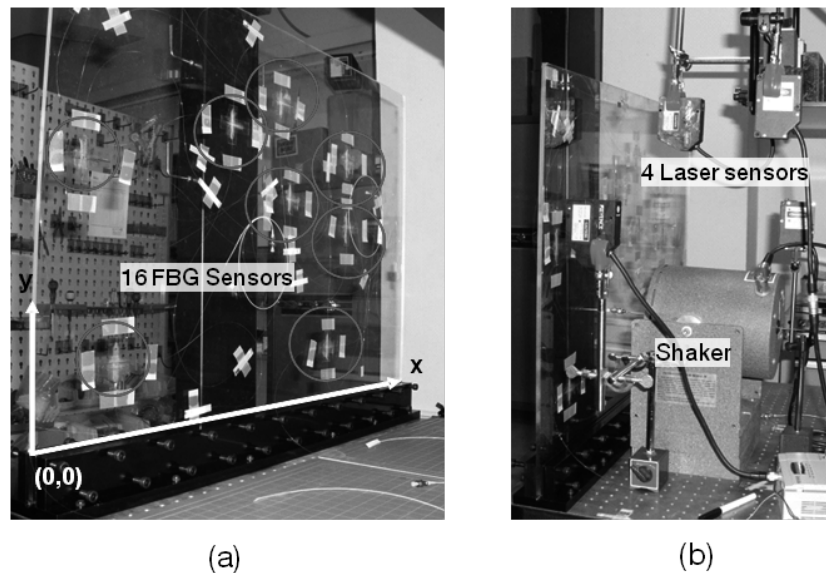 16 FBG Sensors
y
x
(0,0)
4 Laser sensors
Shaker
(a)
(b)